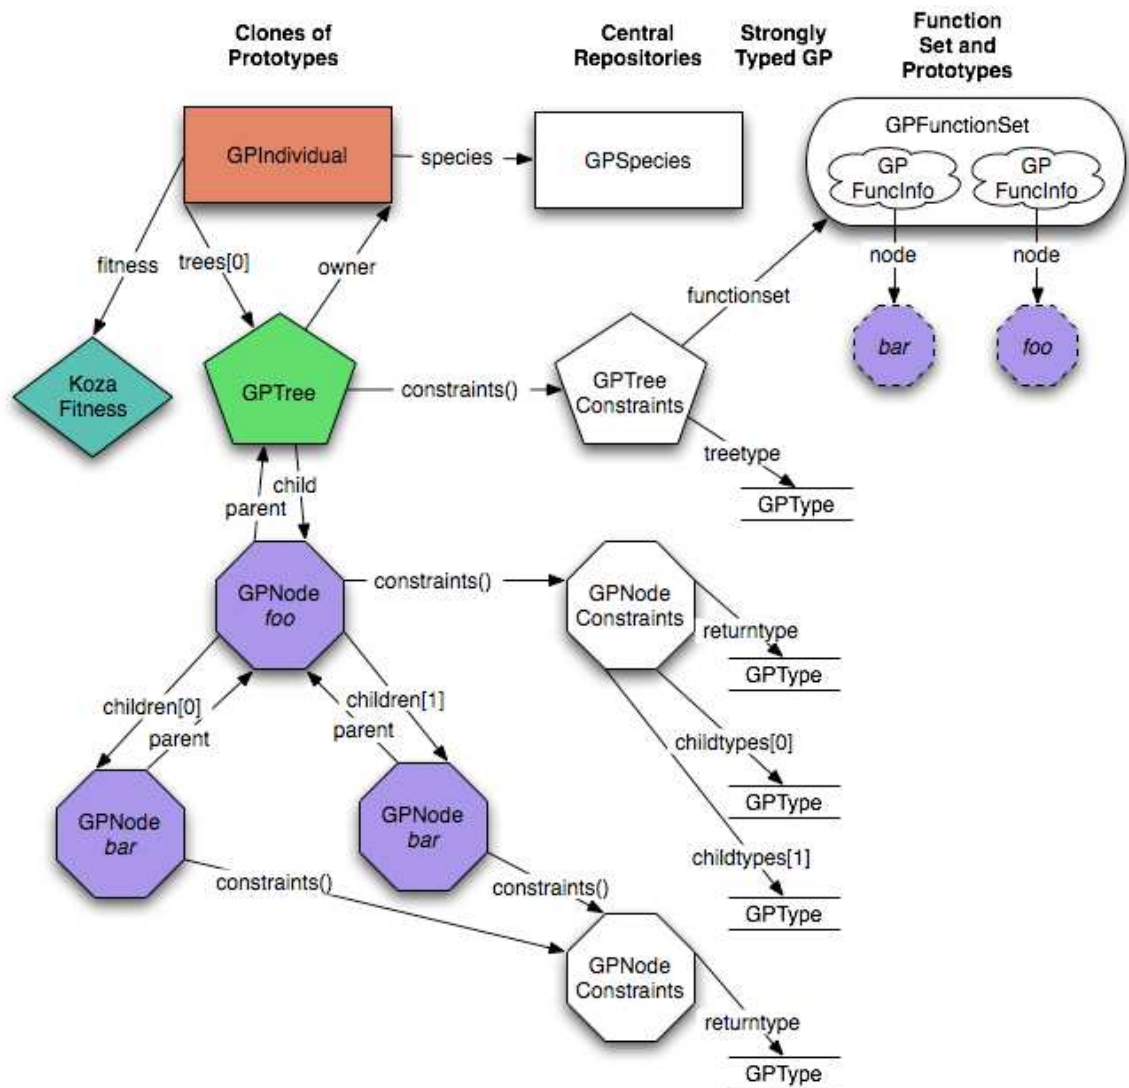 Clones of
Prototypes
Central
Repositories
Strongly
Typed GP
Function
Set and
Prototypes
GPIndividual
species
GPSpecies
GPFunctionSet
GP
FuncInfo
GP
FuncInfo
fitness
trees[0]
owner
node
node
functionset
bar
foo
Koza
Fitness
GPTree
constraints()
GPTree
Constraints
treetype
GPType
parent
child
GPNode
foo
constraints()
GPNode
Constraints
returntype
GPType
children[0]
parent
children[1]
parent
childtypes[0]
GPType
GPNode
bar
GPNode
bar
childtypes[1]
GPType
constraints()
constraints()
GPNode
Constraints
returntype
GPType